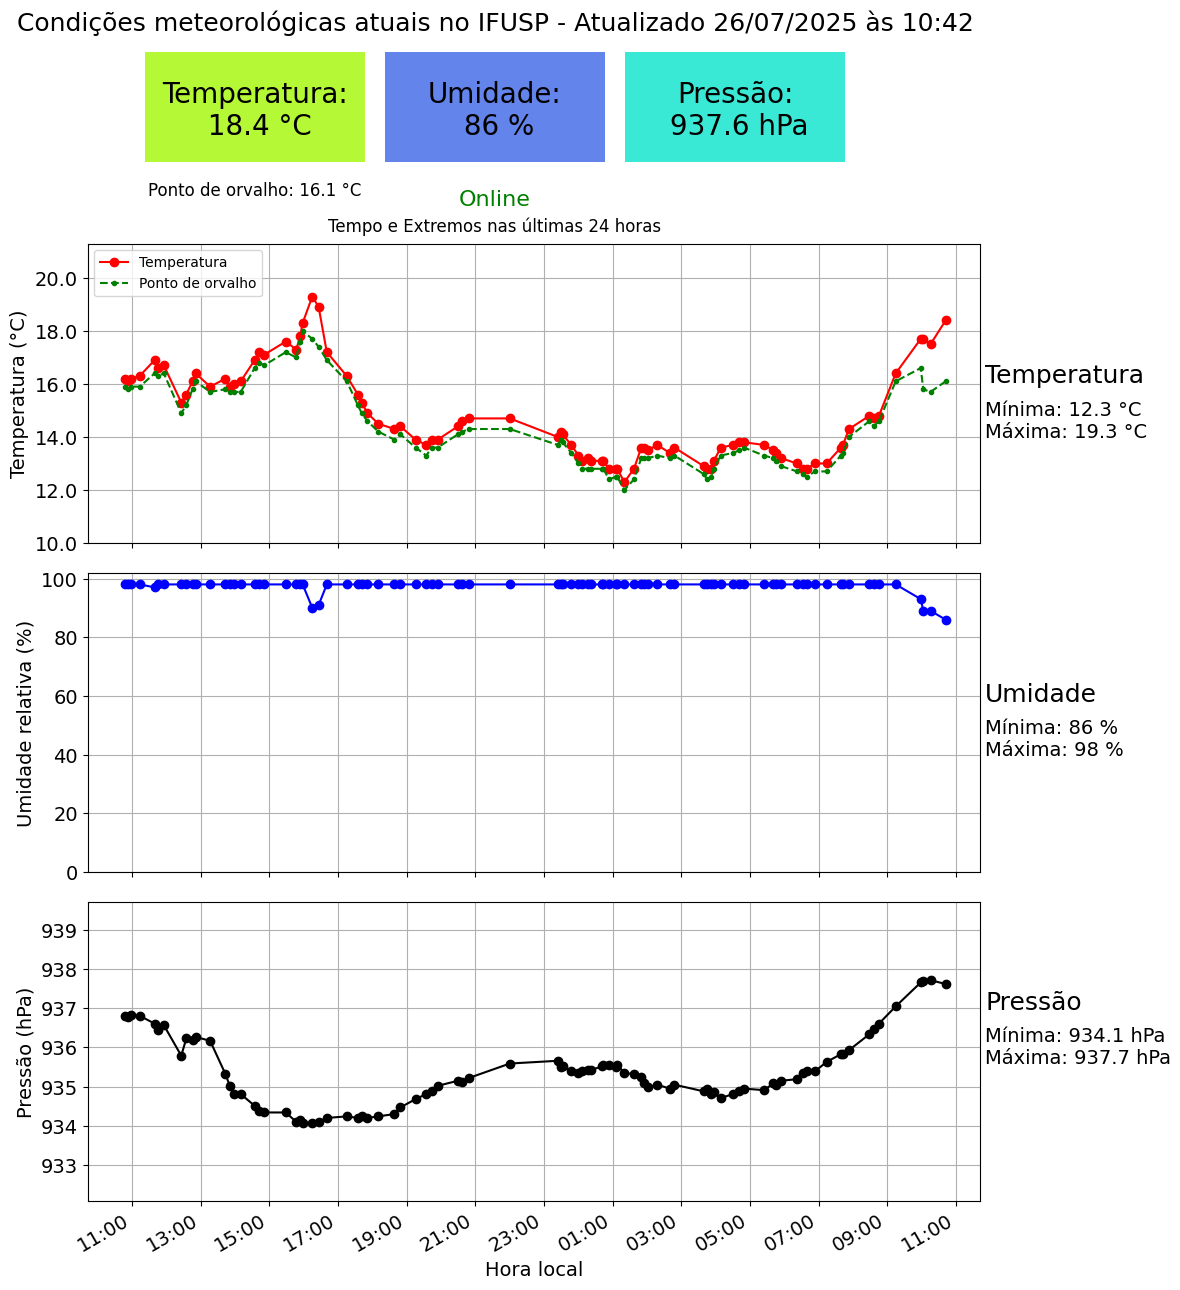 Condições meteorológicas atuais no IFUSP - Atualizado 26/07/2025 às 10:42
Temperatura:
18.4 °C
Umidade:
86 %
Pressão:
937.6 hPa
Ponto de orvalho: 16.1 °C
Online
Tempo e Extremos nas últimas 24 horas
Temperatura
Ponto de orvalho
Temperatura (°C)
20.0
18.0
16.0
14.0
12.0
10.0
Temperatura
Mínima: 12.3 °C
Máxima: 19.3 °C
Umidade relativa (%)
100
80
60
40
20
0
Umidade
Mínima: 86 %
Máxima: 98 %
Pressão (hPa)
939
938
937
936
935
934
933
Pressão
Mínima: 934.1 hPa
Máxima: 937.7 hPa
11:00
13:00
15:00
17:00
19:00
21:00
23:00
01:00
03:00
05:00
07:00
09:00
11:00
Hora local